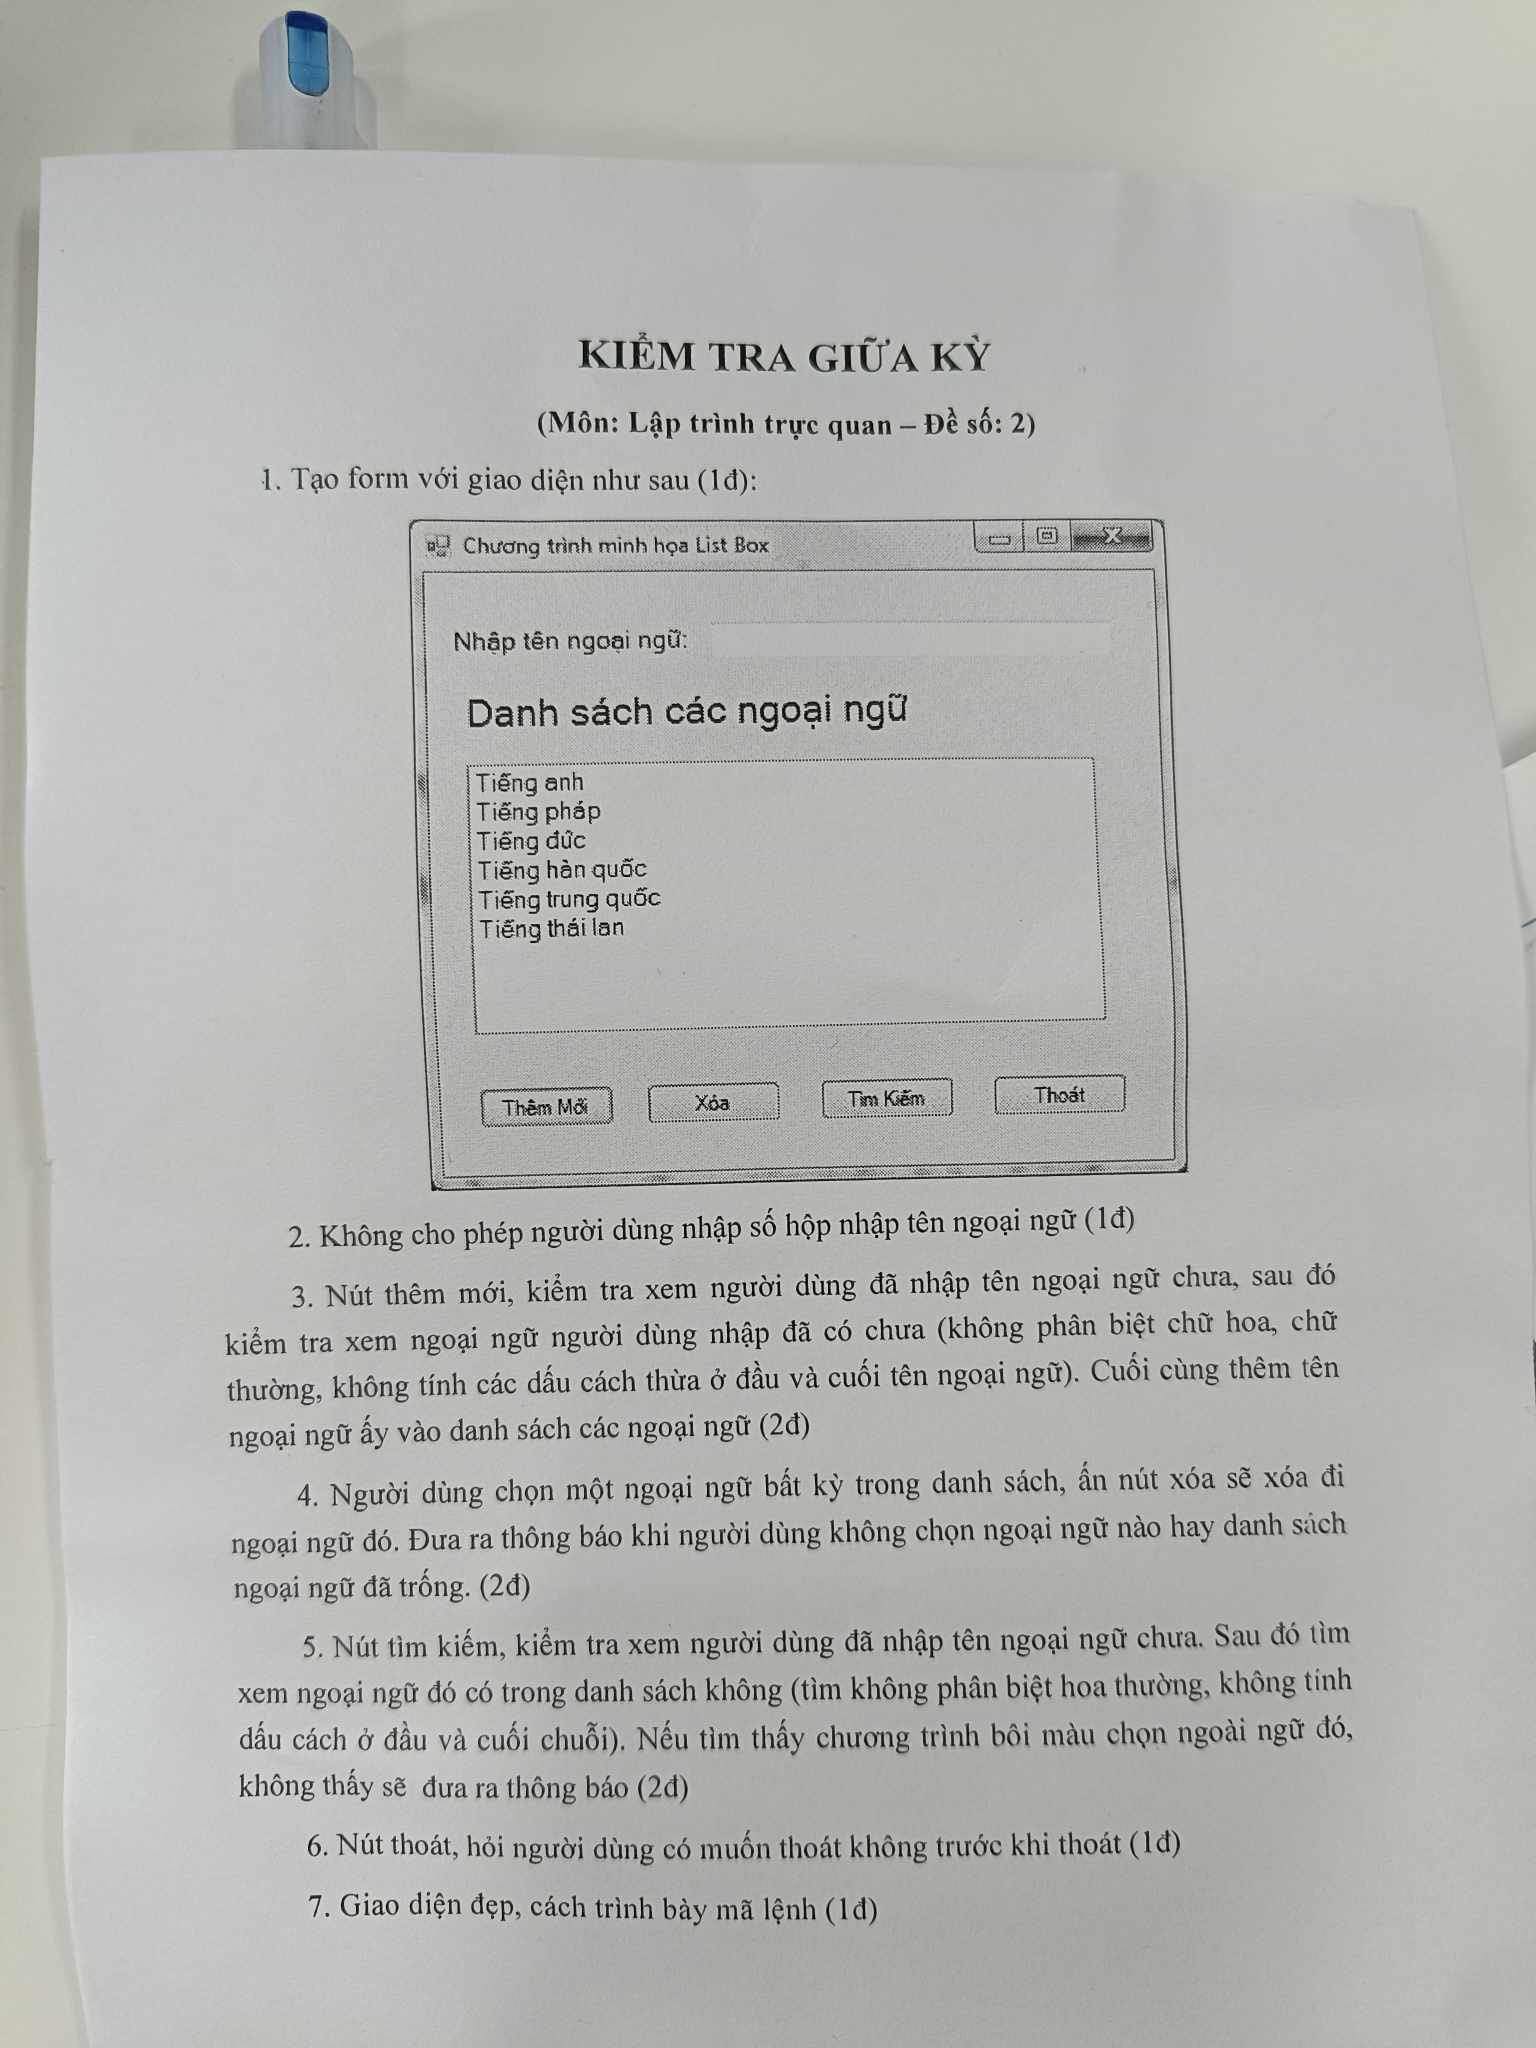 KIỂM TRA GIỮA KỲ
(Môn: Lập trình trực quan – Đề số: 2)
1. Tạo form với giao diện như sau (1đ):
Chương trình minh họa List Box
Nhập tên ngoại ngữ:
Danh sách các ngoại ngữ
Tiếng anh
Tiếng pháp
Tiếng đức
Tiếng hàn quốc
Tiếng trung quốc
Tiếng thái lan
Thêm Mới Xóa Tìm Kiếm Thoát
2. Không cho phép người dùng nhập số hộp nhập tên ngoại ngữ (1đ)
3. Nút thêm mới, kiểm tra xem người dùng đã nhập tên ngoại ngữ chưa, sau đó
kiểm tra xem ngoại ngữ người dùng nhập đã có chưa (không phân biệt chữ hoa, chữ
thường, không tính các dấu cách thừa ở đầu và cuối tên ngoại ngữ). Cuối cùng thêm tên
ngoại ngữ ấy vào danh sách các ngoại ngữ (2đ)
4. Người dùng chọn một ngoại ngữ bất kỳ trong danh sách, ấn nút xóa sẽ xóa đi
ngoại ngữ đó. Đưa ra thông báo khi người dùng không chọn ngoại ngữ nào hay danh sách
ngoại ngữ đã trống. (2đ)
5. Nút tìm kiếm, kiểm tra xem người dùng đã nhập tên ngoại ngữ chưa. Sau đó tìm
xem ngoại ngữ đó có trong danh sách không (tìm không phân biệt hoa thường, không tính
dấu cách ở đầu và cuối chuỗi). Nếu tìm thấy chương trình bôi màu chọn ngoài ngữ đó,
không thấy sẽ đưa ra thông báo (2đ)
6. Nút thoát, hỏi người dùng có muốn thoát không trước khi thoát (1đ)
7. Giao diện đẹp, cách trình bày mã lệnh (1đ)